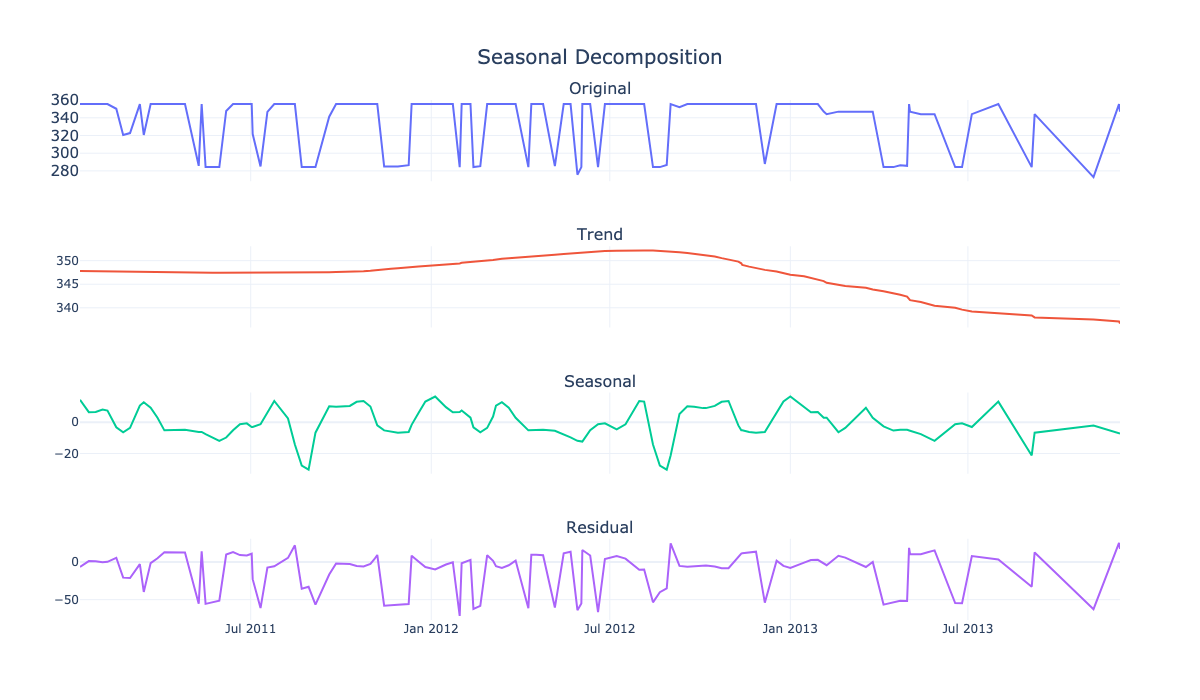 Seasonal Decomposition
Original
360
340
320
300
280
Trend
350
345
340
Seasonal
0
−20
Residual
0
−50
Jul 2011 Jan 2012 Jul 2012 Jan 2013 Jul 2013